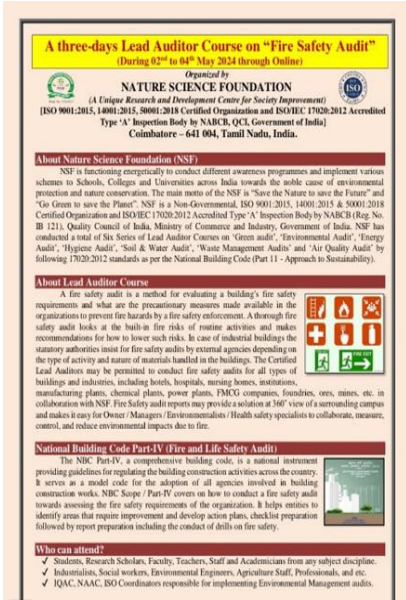 A three-days Lead Auditor Course on “Fire Safety Audit”
(During 02nd to 04th May 2024 through Online)
Organized by
NATURE SCIENCE FOUNDATION
(A Unique Research and Development Centre for Society Improvement)
[ISO 9001:2015, 14001:2015, 50001:2018 Certified Organization and ISO/IEC 17020:2012 Accredited
Type ‘A’ Inspection Body by NABCB, QCI, Government of India]
Coimbatore – 641 004, Tamil Nadu, India.
ISO
About Nature Science Foundation (NSF)
NSF is functioning energetically to conduct different awareness programmes and implement various
schemes to Schools, Colleges and Universities across India towards the noble cause of environmental
protection and nature conservation. The main motto of the NSF is “Save the Nature to save the Future” and
“Go Green to save the Planet”. NSF is a Non-Governmental, ISO 9001:2015, 14001:2015 & 50001:2018
Certified Organization and ISO/IEC 17020:2012 Accredited Type ‘A’ Inspection Body by NABCB (Reg. No.
IB 121), Quality Council of India, Ministry of Commerce and Industry, Government of India. NSF has
conducted a total of Six Series of Lead Auditor Courses on ‘Green audit’, ‘Environmental Audit’, ‘Energy
Audit’, ‘Hygiene Audit’, ‘Soil & Water Audit’, ‘Waste Management Audits’ and ‘Air Quality Audit’ by
following 17020:2012 standards as per the National Building Code (Part 11 - Approach to Sustainability).
About Lead Auditor Course
A fire safety audit is a method for evaluating a building’s fire safety
requirements and what are the precautionary measures made available in the
organizations to prevent fire hazards by a fire safety enforcement. A thorough fire
safety audit looks at the built-in fire risks of routine activities and makes
recommendations for how to lower such risks. In case of industrial buildings the
statutory authorities insist for safety audits by external agencies depending on
the type of activity and nature of materials handled in the buildings. The Certified
Lead Auditors may be permitted to conduct fire safety audits for all types of
buildings and industries, including hotels, hospitals, nursing homes, institutions,
manufacturing plants, chemical plants, power plants, FMCG companies, foundries, ores, mines, etc. in
collaboration with NSF. Fire Safety audit reports may provide a solution at 360˚ view of a surrounding campus
and makes it easy for Owner / Managers / Environmentalists / Health safety specialists to collaborate, measure,
control, and reduce environmental impacts due to fire.
National Building Code Part-IV (Fire and Life Safety Audit)
The NBC Part-IV, a comprehensive building code, is a national instrument
providing guidelines for regulating the building construction activities across the country.
It serves as a model code for the adoption of all agencies involved in building
construction works. NBC Scope / Part-IV covers on how to conduct a fire safety audit
towards assessing the fire safety requirements of the organization. It helps entities to
identify areas that require improvement and develop action plans, checklist preparation
followed by report preparation including the conduct of drills on fire safety.
Who can attend?
✓ Students, Research Scholars, Faculty, Teachers, Staff and Academicians from any subject discipline.
✓ Industrialists, Social workers, Environmental Engineers, Agriculture Staff, Professionals, and etc.
✓ IQAC, NAAC, ISO Coordinators responsible for implementing Environmental Management audits.